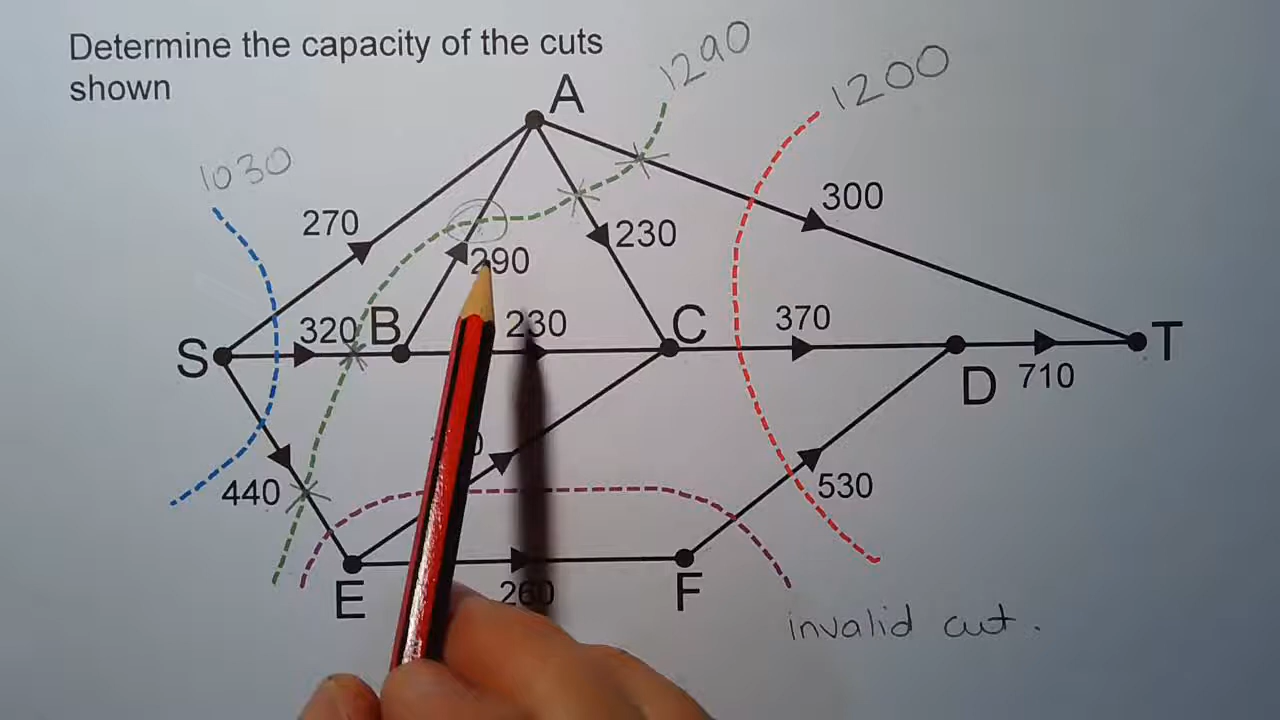 Determine the capacity of the cuts
shown
1290
1200
1030
A
270
300
230
290
320
B
230
C
370
S
T
D
710
440
530
E
260
F
invalid cut.